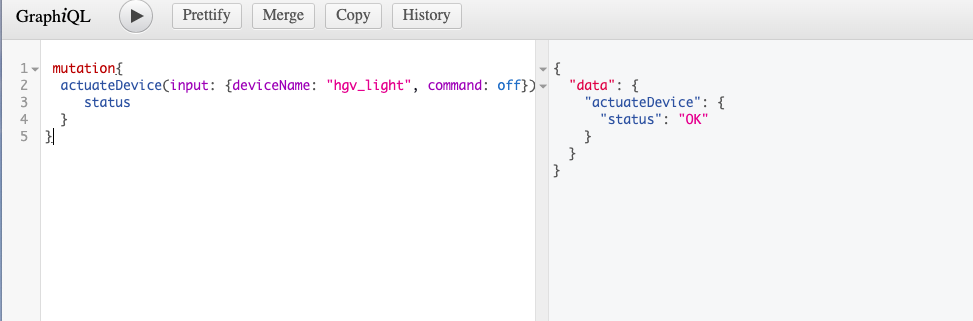 GraphiQL Prettify Merge Copy History
1 mutation{
2 actuateDevice(input: {deviceName: "hgv_light", command: off})
3 status
4 }
5 }
{
"data": {
"actuateDevice": {
"status": "OK"
}
}
}